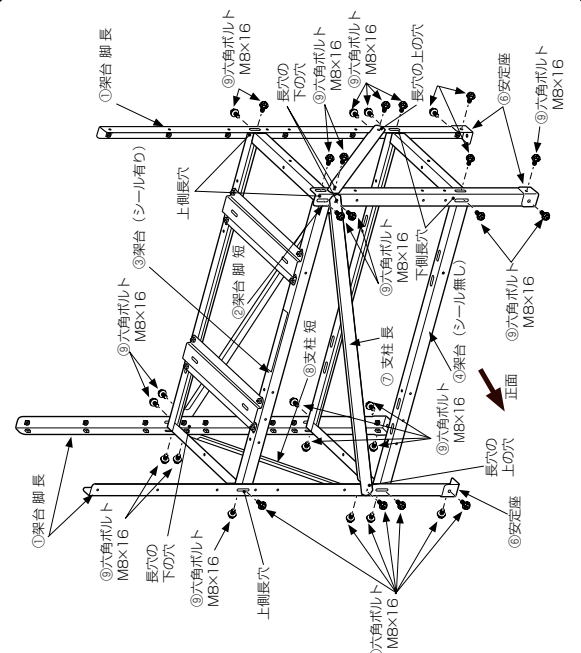 ①架台 脚 長
⑨六角ボルト
M8×16
長穴の
下の穴
⑨六角ボルト
M8×16
⑨六角ボルト
M8×16
長穴の上の穴
⑥安定座
⑨六角ボルト
M8×16
上側長穴
③架台（シール有り）
②架台脚 短
⑨六角ボルト
M8×16
⑨六角ボルト
M8×16
下側長穴
⑨六角ボルト
M8×16
⑧支柱 短
⑦ 支柱 長
④架台（シール無し）
正面
⑨六角ボルト
M8×16
①架台 脚 長
⑨六角ボルト
M8×16
長穴の
下の穴
⑨六角ボルト
M8×16
上側長穴
長穴の
上の穴
⑥安定座
六角ボルト
M8×16